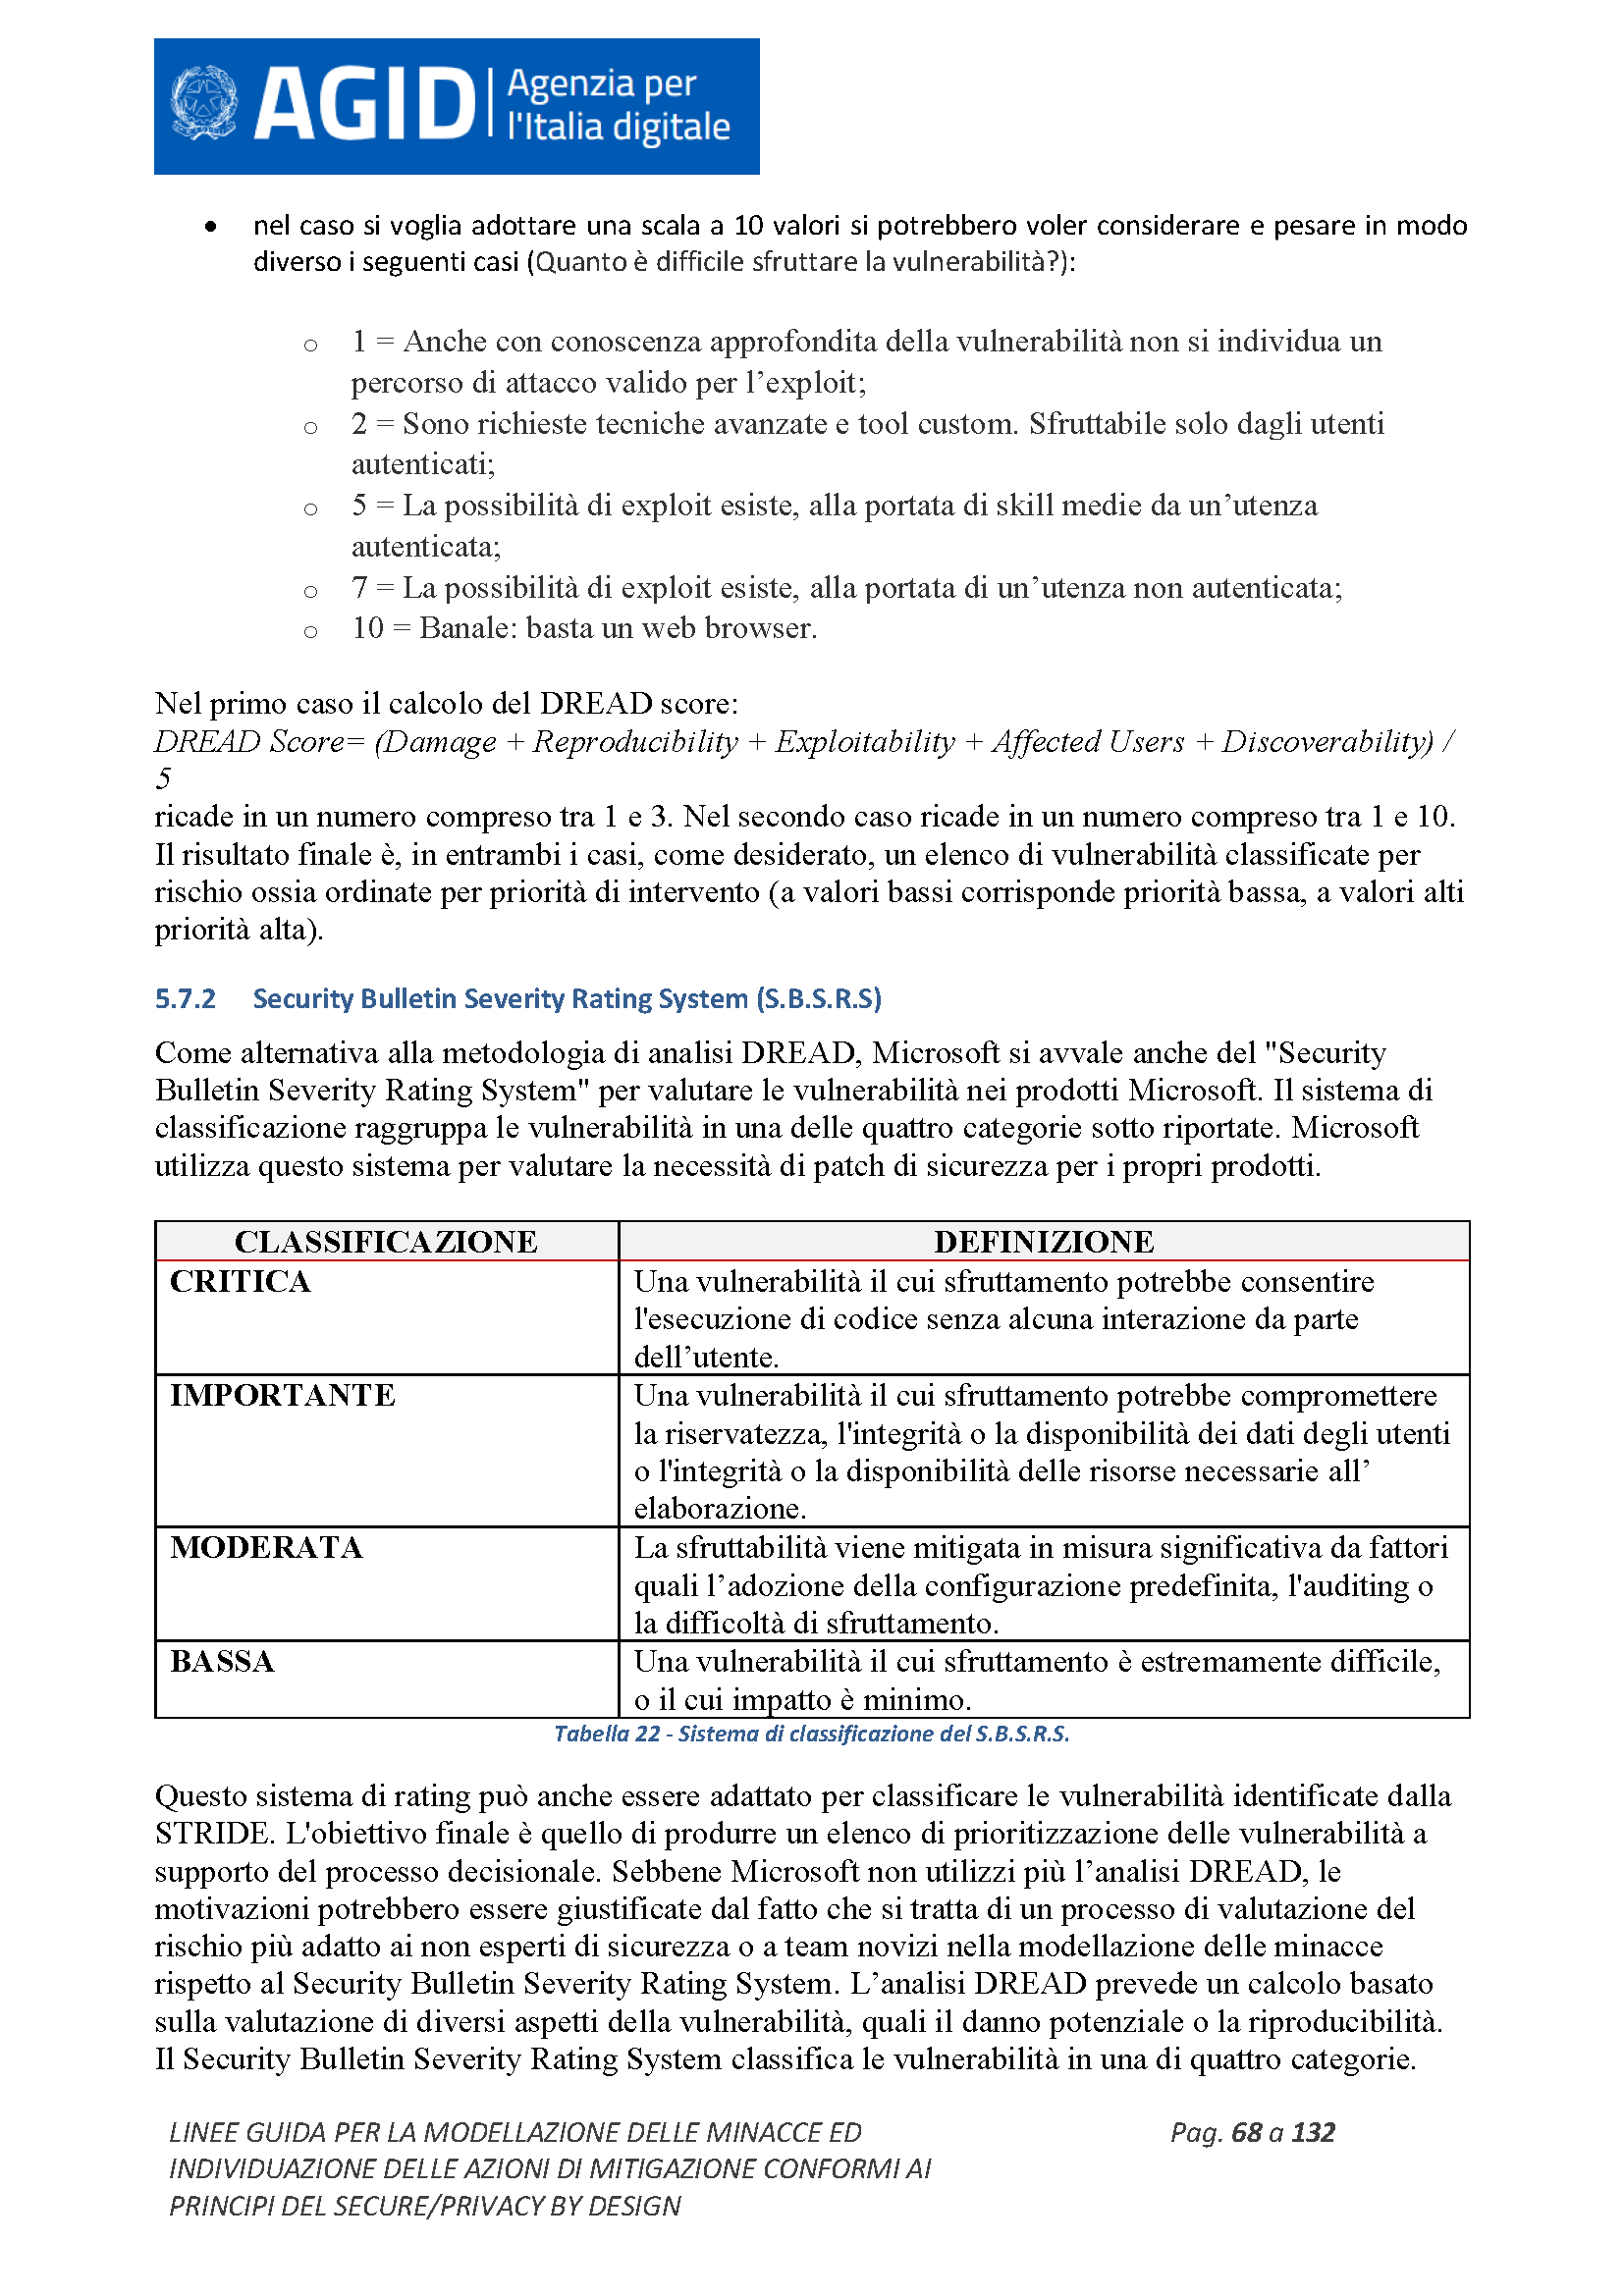 AGID
Agenzia per
l'Italia digitale
• nel caso si voglia adottare una scala a 10 valori si potrebbero voler considerare e pesare in modo
diverso i seguenti casi (Quanto è difficile sfruttare la vulnerabilità?):
o 1 = Anche con conoscenza approfondita della vulnerabilità non si individua un
percorso di attacco valido per l’exploit;
o 2 = Sono richieste tecniche avanzate e tool custom. Sfruttabile solo dagli utenti
autenticati;
o 5 = La possibilità di exploit esiste, alla portata di skill medie da un’utenza
autenticata;
o 7 = La possibilità di exploit esiste, alla portata di un’utenza non autenticata;
o 10 = Banale: basta un web browser.
Nel primo caso il calcolo del DREAD score:
DREAD Score= (Damage + Reproducibility + Exploitability + Affected Users + Discoverability) /
5
ricade in un numero compreso tra 1 e 3. Nel secondo caso ricade in un numero compreso tra 1 e 10.
Il risultato finale è, in entrambi i casi, come desiderato, un elenco di vulnerabilità classificate per
rischio ossia ordinate per priorità di intervento (a valori bassi corrisponde priorità bassa, a valori alti
priorità alta).
5.7.2 Security Bulletin Severity Rating System (S.B.S.R.S)
Come alternativa alla metodologia di analisi DREAD, Microsoft si avvale anche del "Security
Bulletin Severity Rating System" per valutare le vulnerabilità nei prodotti Microsoft. Il sistema di
classificazione raggruppa le vulnerabilità in una delle quattro categorie sotto riportate. Microsoft
utilizza questo sistema per valutare la necessità di patch di sicurezza per i propri prodotti.
CLASSIFICAZIONE DEFINIZIONE
CRITICA Una vulnerabilità il cui sfruttamento potrebbe consentire
l'esecuzione di codice senza alcuna interazione da parte
dell’utente.
IMPORTANTE Una vulnerabilità il cui sfruttamento potrebbe compromettere
la riservatezza, l'integrità o la disponibilità dei dati degli utenti
o l'integrità o la disponibilità delle risorse necessarie all’
elaborazione.
MODERATA La sfruttabilità viene mitigata in misura significativa da fattori
quali l’adozione della configurazione predefinita, l'auditing o
la difficoltà di sfruttamento.
BASSA Una vulnerabilità il cui sfruttamento è estremamente difficile,
o il cui impatto è minimo.
Tabella 22 - Sistema di classificazione del S.B.S.R.S.
Questo sistema di rating può anche essere adattato per classificare le vulnerabilità identificate dalla
STRIDE. L'obiettivo finale è quello di produrre un elenco di prioritizzazione delle vulnerabilità a
supporto del processo decisionale. Sebbene Microsoft non utilizzi più l’analisi DREAD, le
motivazioni potrebbero essere giustificate dal fatto che si tratta di un processo di valutazione del
rischio più adatto ai non esperti di sicurezza o a team novizi nella modellazione delle minacce
rispetto al Security Bulletin Severity Rating System. L’analisi DREAD prevede un calcolo basato
sulla valutazione di diversi aspetti della vulnerabilità, quali il danno potenziale o la riproducibilità.
Il Security Bulletin Severity Rating System classifica le vulnerabilità in una di quattro categorie.
LINEE GUIDA PER LA MODELLAZIONE DELLE MINACCE ED Pag. 68 a 132
INDIVIDUAZIONE DELLE AZIONI DI MITIGAZIONE CONFORMI AI
PRINCIPI DEL SECURE/PRIVACY BY DESIGN